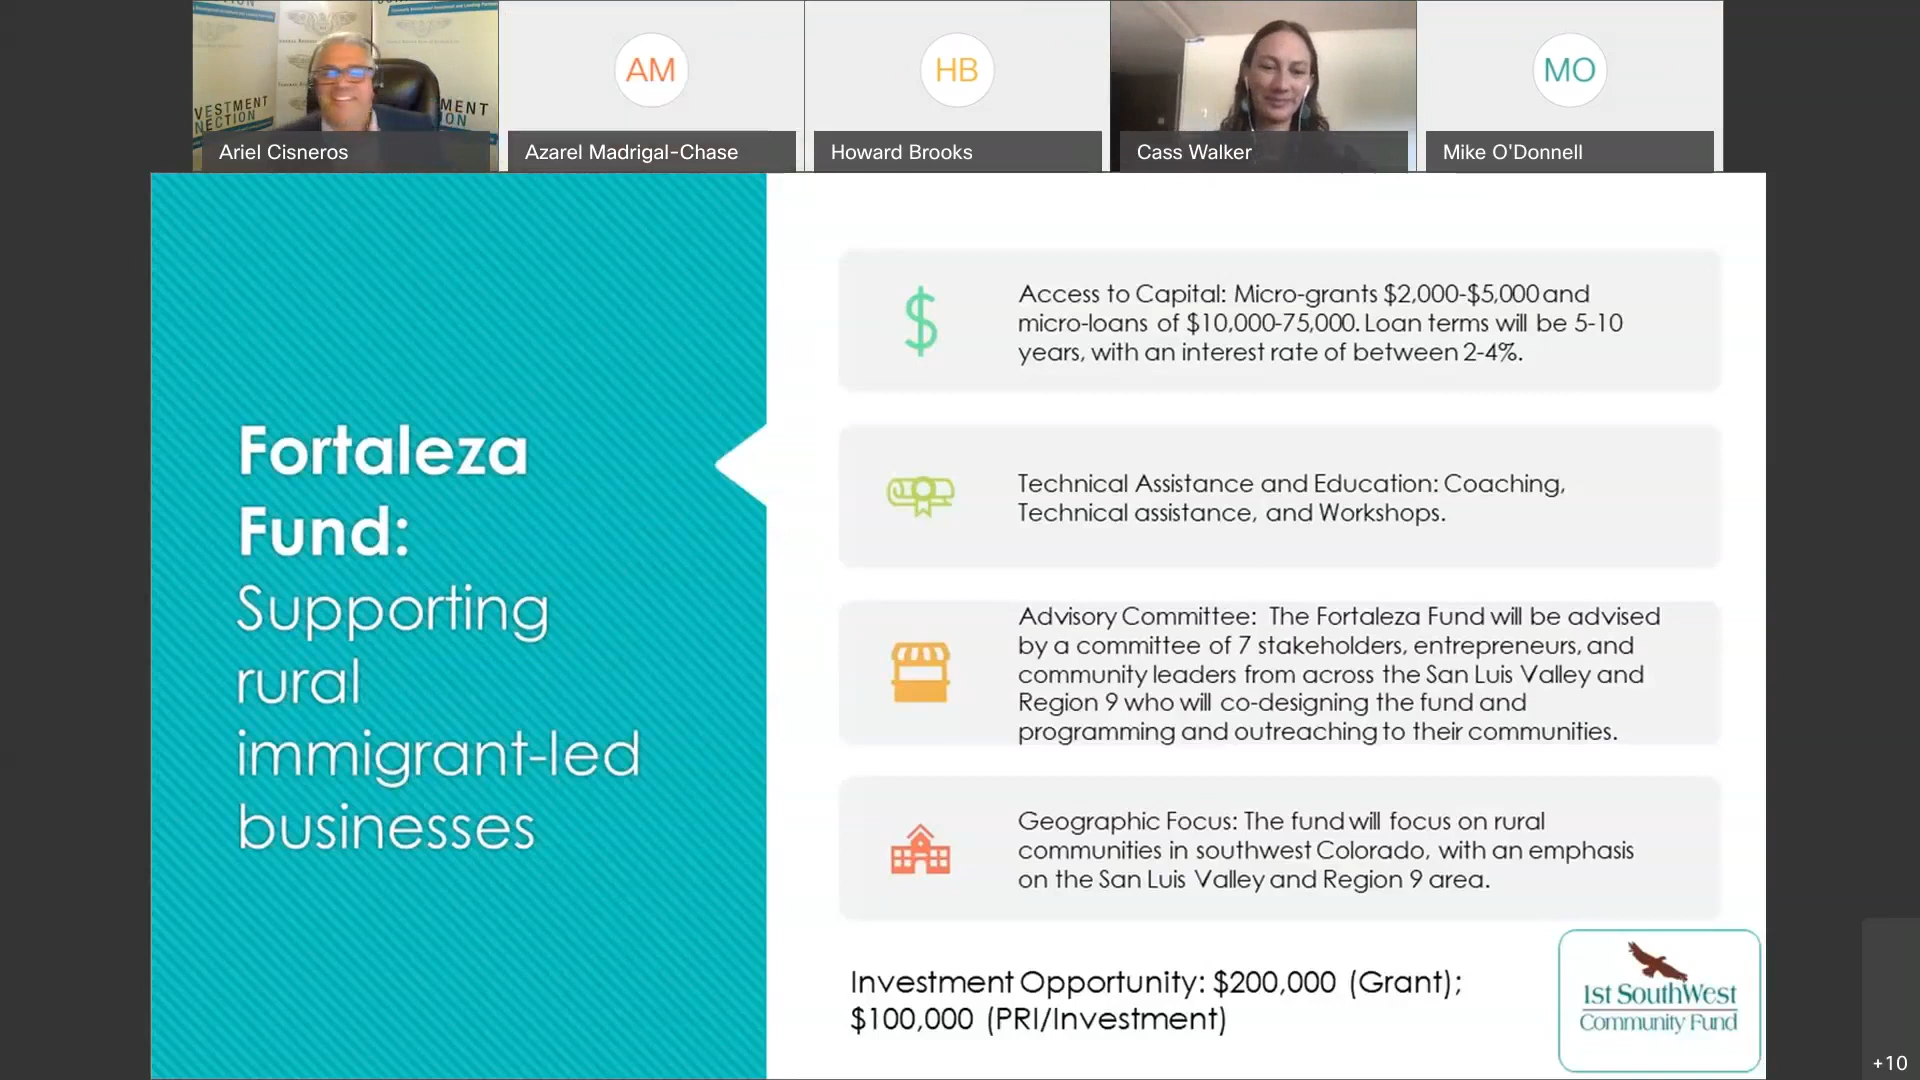 VESTMENT
NECTION
MENT
ION
AM
HB
MO
Ariel Cisneros
Azarel Madrigal-Chase
Howard Brooks
Cass Walker
Mike O'Donnell
Fortaleza
Fund:
Supporting
rural
immigrant-led
businesses
$
Access to Capital: Micro-grants $2,000-$5,000 and
micro-loans of $10,000-75,000. Loan terms will be 5-10
years, with an interest rate of between 2-4%.
Technical Assistance and Education: Coaching,
Technical assistance, and Workshops.
Advisory Committee:  The Fortaleza Fund will be advised
by a committee of 7 stakeholders, entrepreneurs, and
community leaders from across the San Luis Valley and
Region 9 who will co-designing the fund and
programming and outreaching to their communities.
Geographic Focus: The fund will focus on rural
communities in southwest Colorado, with an emphasis
on the San Luis Valley and Region 9 area.
Investment Opportunity: $200,000 (Grant);
$100,000 (PRI/Investment)
1st SouthWest
Community Fund
+10